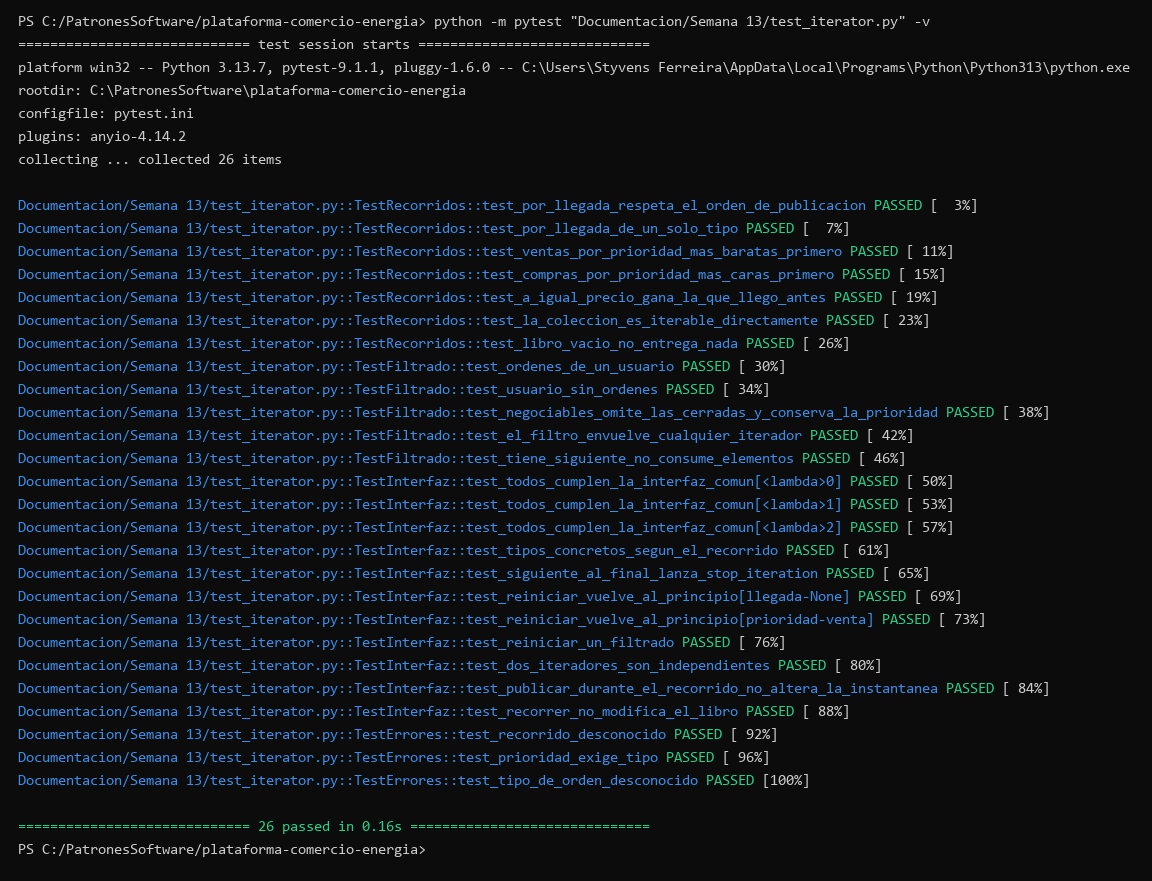 PS C:/PatronesSoftware/plataforma-comercio-energia> python -m pytest "Documentacion/Semana 13/test_iterator.py" -v
============================= test session starts =============================
platform win32 -- Python 3.13.7, pytest-9.1.1, pluggy-1.6.0 -- C:\Users\Styvens Ferreira\AppData\Local\Programs\Python\Python313\python.exe
rootdir: C:\PatronesSoftware\plataforma-comercio-energia
configfile: pytest.ini
plugins: anyio-4.14.2
collecting ... collected 26 items

Documentacion/Semana 13/test_iterator.py::TestRecorridos::test_por_llegada_respeta_el_orden_de_publicacion PASSED [  3%]
Documentacion/Semana 13/test_iterator.py::TestRecorridos::test_por_llegada_de_un_solo_tipo PASSED [  7%]
Documentacion/Semana 13/test_iterator.py::TestRecorridos::test_ventas_por_prioridad_mas_baratas_primero PASSED [ 11%]
Documentacion/Semana 13/test_iterator.py::TestRecorridos::test_compras_por_prioridad_mas_caras_primero PASSED [ 15%]
Documentacion/Semana 13/test_iterator.py::TestRecorridos::test_a_igual_precio_gana_la_que_llego_antes PASSED [ 19%]
Documentacion/Semana 13/test_iterator.py::TestRecorridos::test_la_coleccion_es_iterable_directamente PASSED [ 23%]
Documentacion/Semana 13/test_iterator.py::TestRecorridos::test_libro_vacio_no_entrega_nada PASSED [ 26%]
Documentacion/Semana 13/test_iterator.py::TestFiltrado::test_ordenes_de_un_usuario PASSED [ 30%]
Documentacion/Semana 13/test_iterator.py::TestFiltrado::test_usuario_sin_ordenes PASSED [ 34%]
Documentacion/Semana 13/test_iterator.py::TestFiltrado::test_negociables_omite_las_cerradas_y_conserva_la_prioridad PASSED [ 38%]
Documentacion/Semana 13/test_iterator.py::TestFiltrado::test_el_filtro_envuelve_cualquier_iterador PASSED [ 42%]
Documentacion/Semana 13/test_iterator.py::TestFiltrado::test_tiene_siguiente_no_consume_elementos PASSED [ 46%]
Documentacion/Semana 13/test_iterator.py::TestInterfaz::test_todos_cumplen_la_interfaz_comun[<lambda>0] PASSED [ 50%]
Documentacion/Semana 13/test_iterator.py::TestInterfaz::test_todos_cumplen_la_interfaz_comun[<lambda>1] PASSED [ 53%]
Documentacion/Semana 13/test_iterator.py::TestInterfaz::test_todos_cumplen_la_interfaz_comun[<lambda>2] PASSED [ 57%]
Documentacion/Semana 13/test_iterator.py::TestInterfaz::test_tipos_concretos_segun_el_recorrido PASSED [ 61%]
Documentacion/Semana 13/test_iterator.py::TestInterfaz::test_siguiente_al_final_lanza_stop_iteration PASSED [ 65%]
Documentacion/Semana 13/test_iterator.py::TestInterfaz::test_reiniciar_vuelve_al_principio[llegada-None] PASSED [ 69%]
Documentacion/Semana 13/test_iterator.py::TestInterfaz::test_reiniciar_vuelve_al_principio[prioridad-venta] PASSED [ 73%]
Documentacion/Semana 13/test_iterator.py::TestInterfaz::test_reiniciar_un_filtrado PASSED [ 76%]
Documentacion/Semana 13/test_iterator.py::TestInterfaz::test_dos_iteradores_son_independientes PASSED [ 80%]
Documentacion/Semana 13/test_iterator.py::TestInterfaz::test_publicar_durante_el_recorrido_no_altera_la_instantanea PASSED [ 84%]
Documentacion/Semana 13/test_iterator.py::TestInterfaz::test_recorrer_no_modifica_el_libro PASSED [ 88%]
Documentacion/Semana 13/test_iterator.py::TestErrores::test_recorrido_desconocido PASSED [ 92%]
Documentacion/Semana 13/test_iterator.py::TestErrores::test_prioridad_exige_tipo PASSED [ 96%]
Documentacion/Semana 13/test_iterator.py::TestErrores::test_tipo_de_orden_desconocido PASSED [100%]

============================= 26 passed in 0.16s ==============================
PS C:/PatronesSoftware/plataforma-comercio-energia>